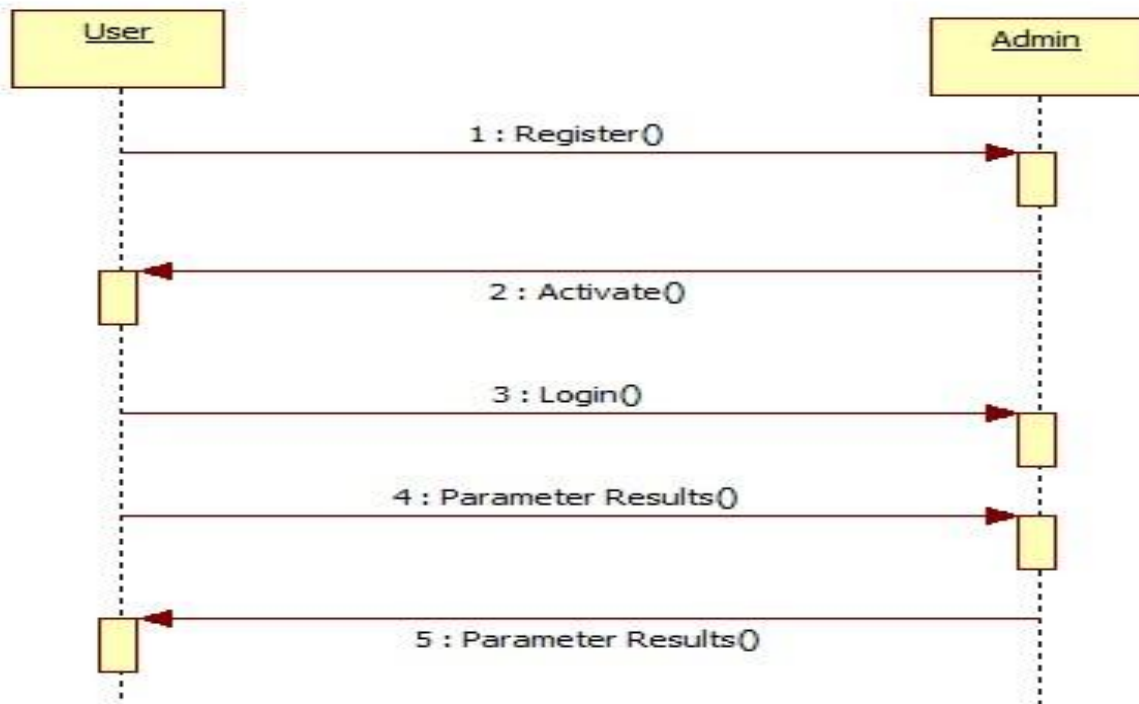 User
Admin
1 : Register()
2 : Activate()
3 : Login()
4 : Parameter Results()
5 : Parameter Results()